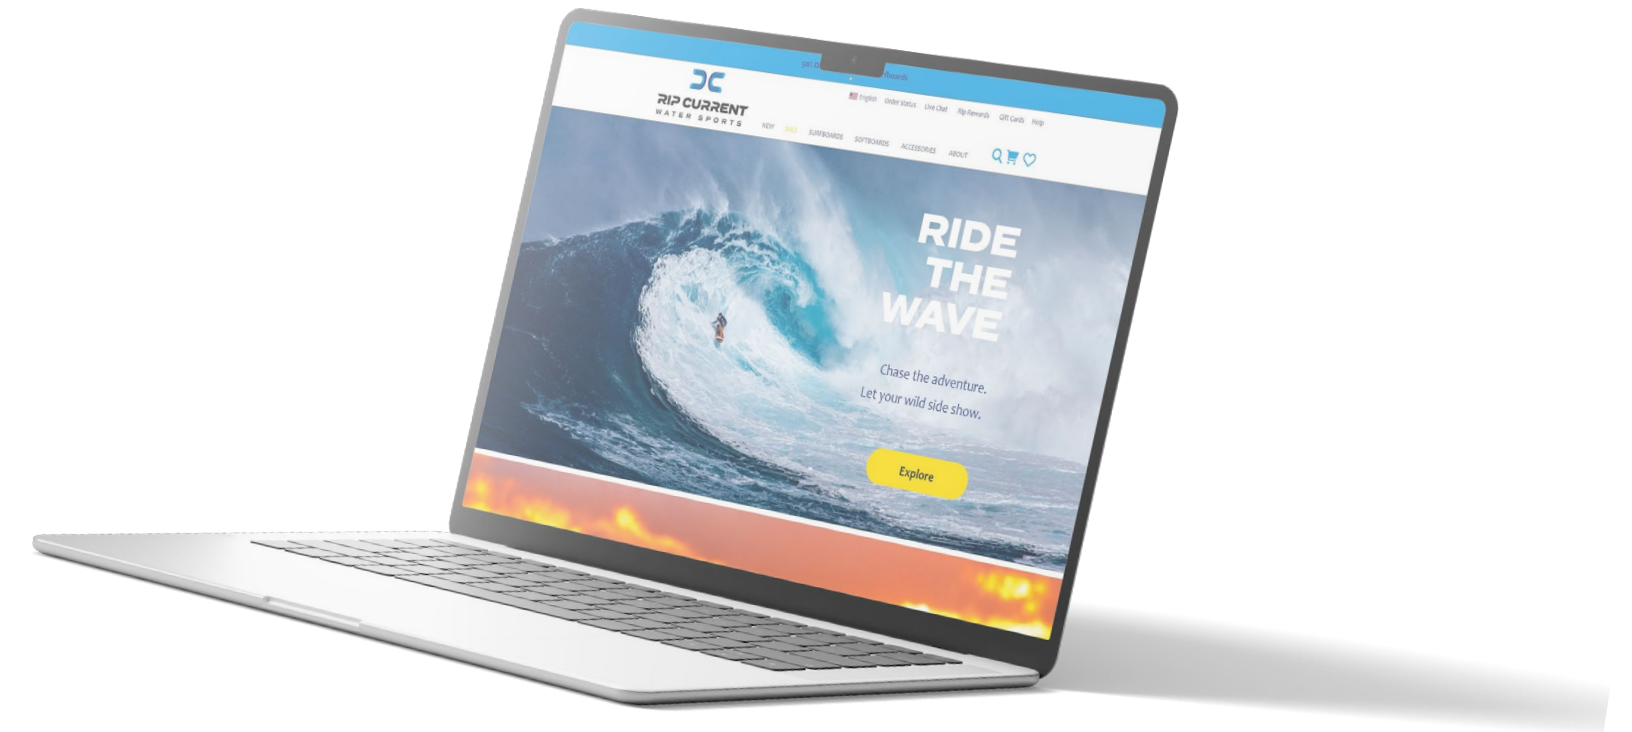 RIP CURRENT
WATER SPORTS
English Order Status Live Chat Rip Rewards Gift Cards Help
NEW SALE SURFBOARDS SOFTBOARDS ACCESSORIES ABOUT
RIDE
THE
WAVE
Chase the adventure.
Let your wild side show.
Explore